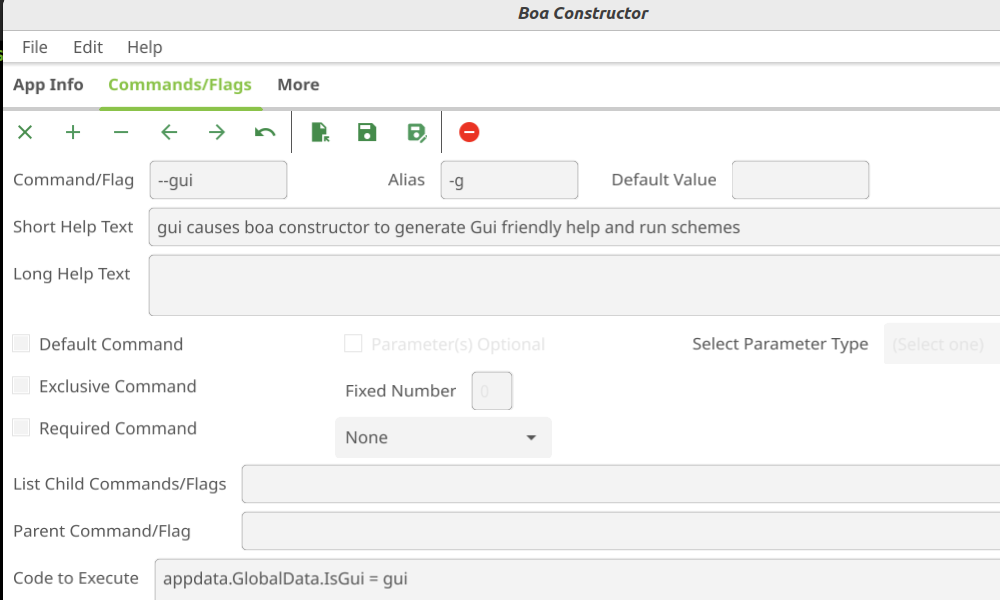 Boa Constructor
File Edit Help
App Info Commands/Flags More
Command/Flag --gui Alias -g Default Value
Short Help Text gui causes boa constructor to generate Gui friendly help and run schemes
Long Help Text
Default Command Parameter(s) Optional Select Parameter Type (Select one)
Exclusive Command Fixed Number 0
Required Command None
List Child Commands/Flags
Parent Command/Flag
Code to Execute appdata.GlobalData.IsGui = gui